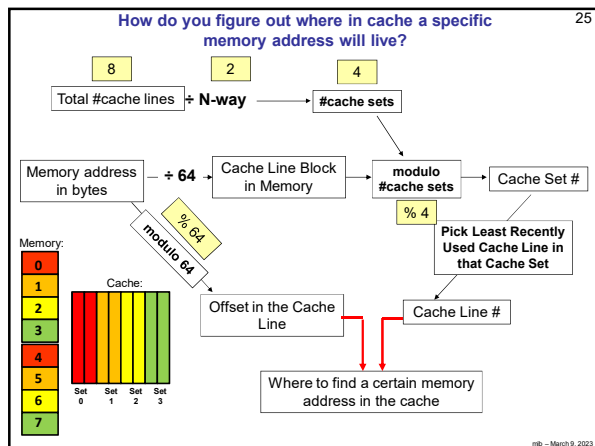 How do you figure out where in cache a specific
memory address will live?
25
8
2
4
Total #cache lines
÷ N-way
#cache sets
Memory address
in bytes
÷ 64
Cache Line Block
in Memory
modulo
#cache sets
Cache Set #
% 64
modulo 64
% 4
Pick Least Recently
Used Cache Line in
that Cache Set
Memory:
0
1
2
3
4
5
6
7
Cache:
Set
0
Set
1
Set
2
Set
3
Offset in the Cache
Line
Cache Line #
Where to find a certain memory
address in the cache
mjb – March 9, 2023